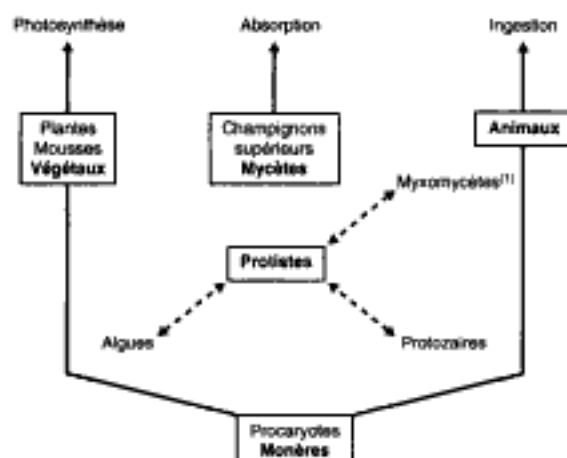 Photosynthèse
Absorption
Ingestion
Plantes
Mousses
Végétaux
Champignons
supérieurs
Mycètes
Animaux
Myxomycètes[1]
Protistes
Algues
Protozaires
Procaryotes
Monères